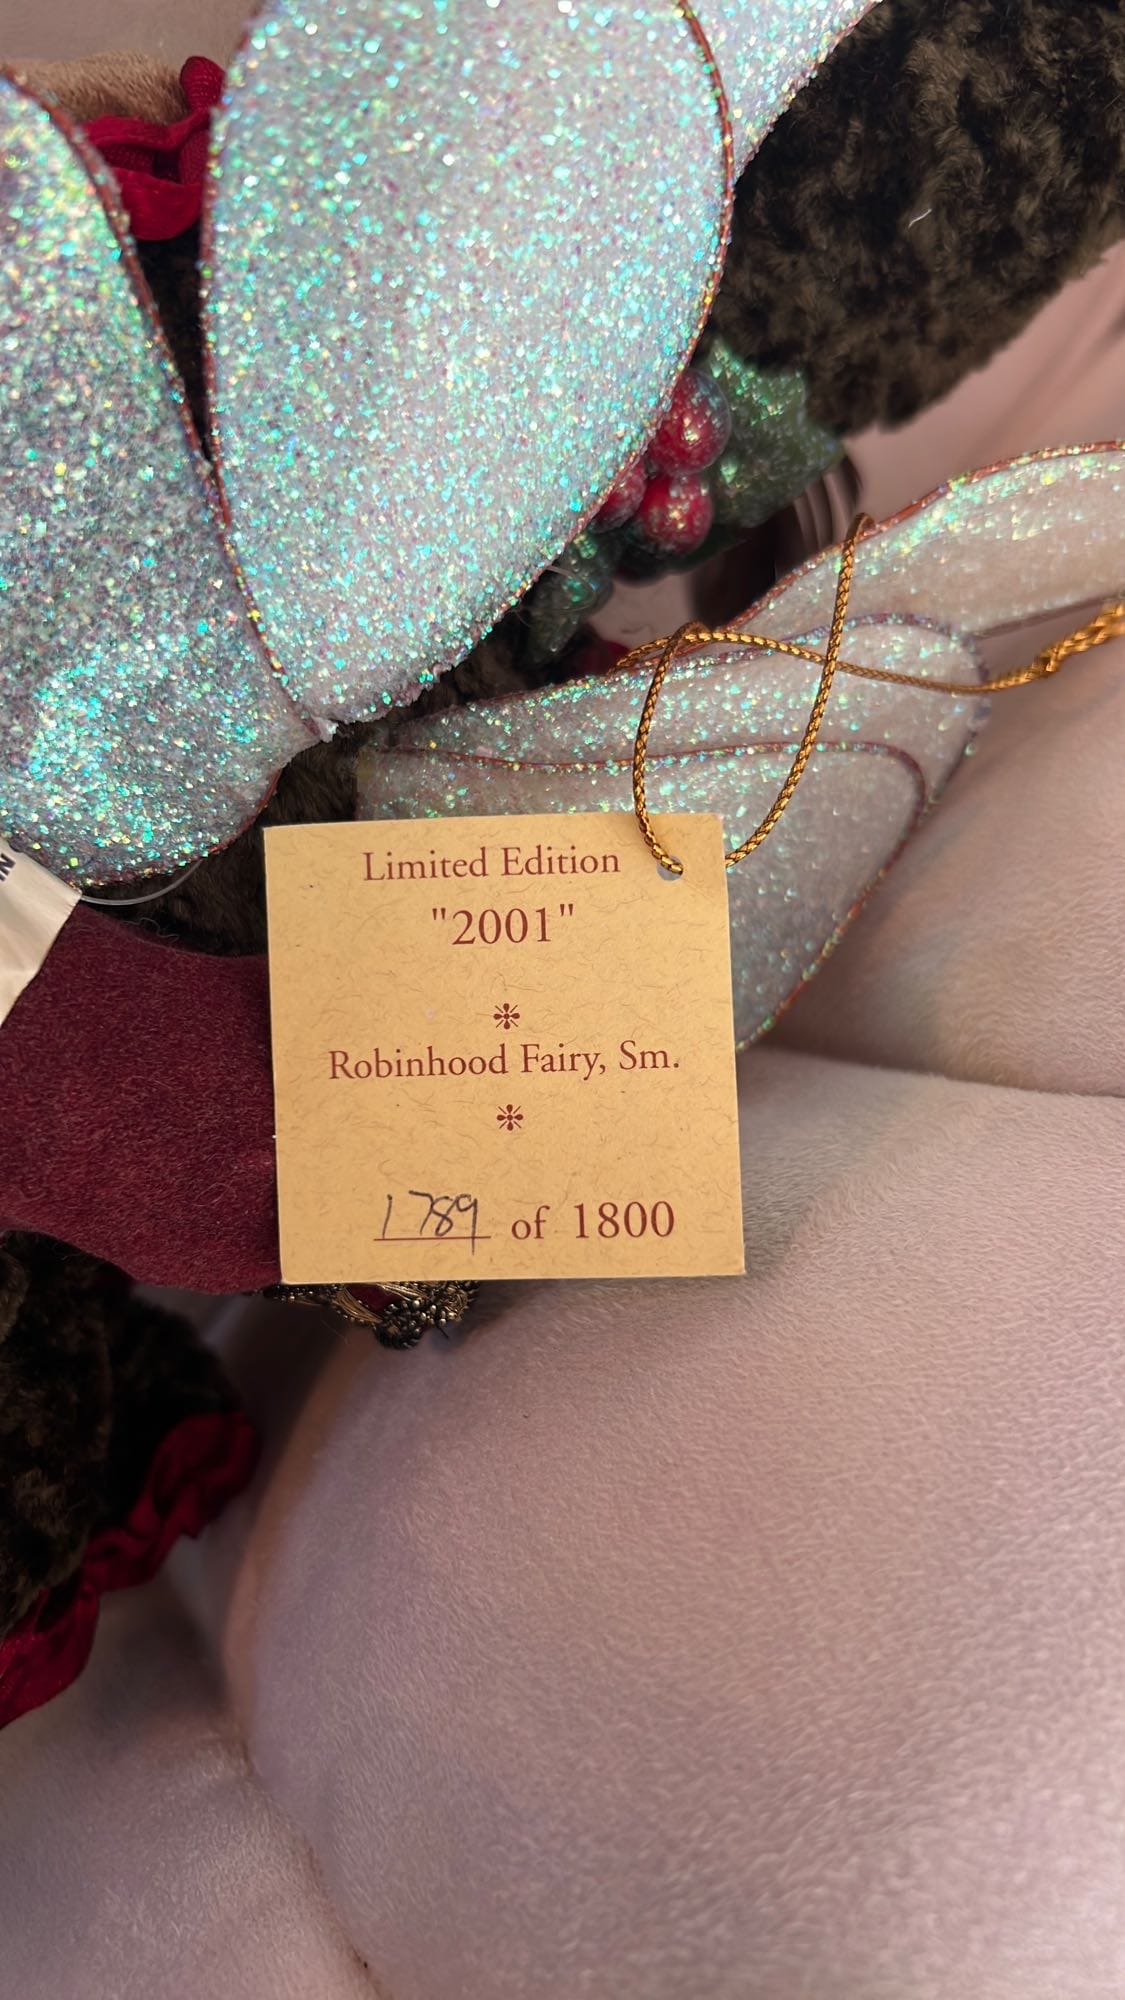 Limited Edition
"2001"
Robinhood Fairy, Sm.
1789 of 1800